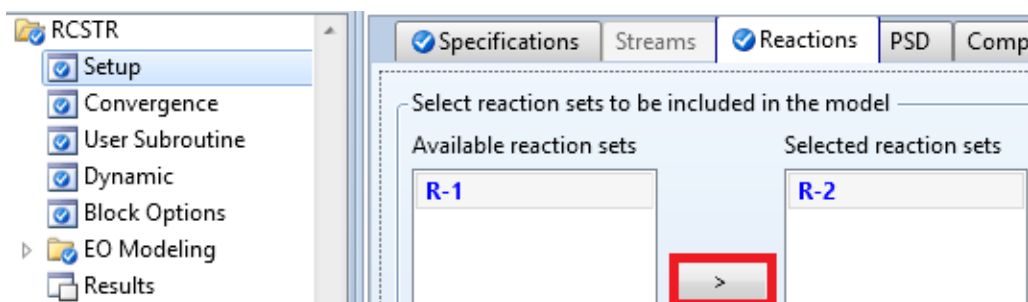 RCSTR
Setup
Convergence
User Subroutine
Dynamic
Block Options
EO Modeling
Results
Specifications Streams Reactions PSD Comp
Select reaction sets to be included in the model
Available reaction sets Selected reaction sets
R-1 R-2
>